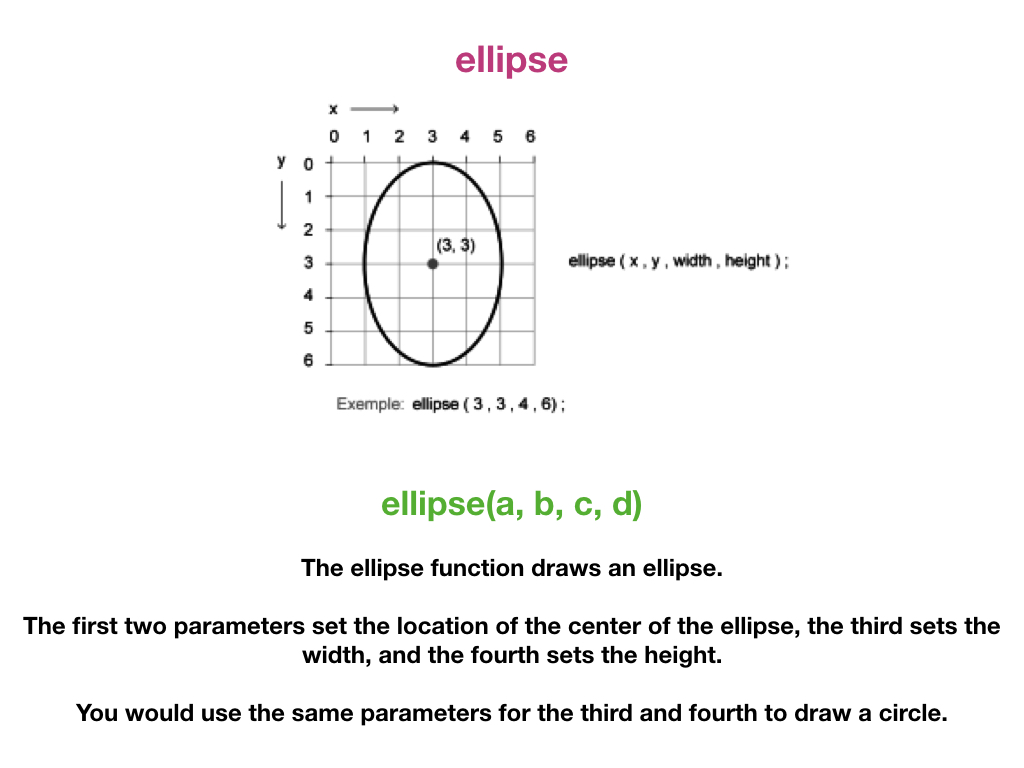 ellipse
x
0 1 2 3 4 5 6
y 0
1
2
(3, 3)
3
ellipse ( x , y , width , height ) ;
4
5
6
Exemple: ellipse ( 3 , 3 , 4 , 6) ;
ellipse(a, b, c, d)
The ellipse function draws an ellipse.
The first two parameters set the location of the center of the ellipse, the third sets the
width, and the fourth sets the height.
You would use the same parameters for the third and fourth to draw a circle.